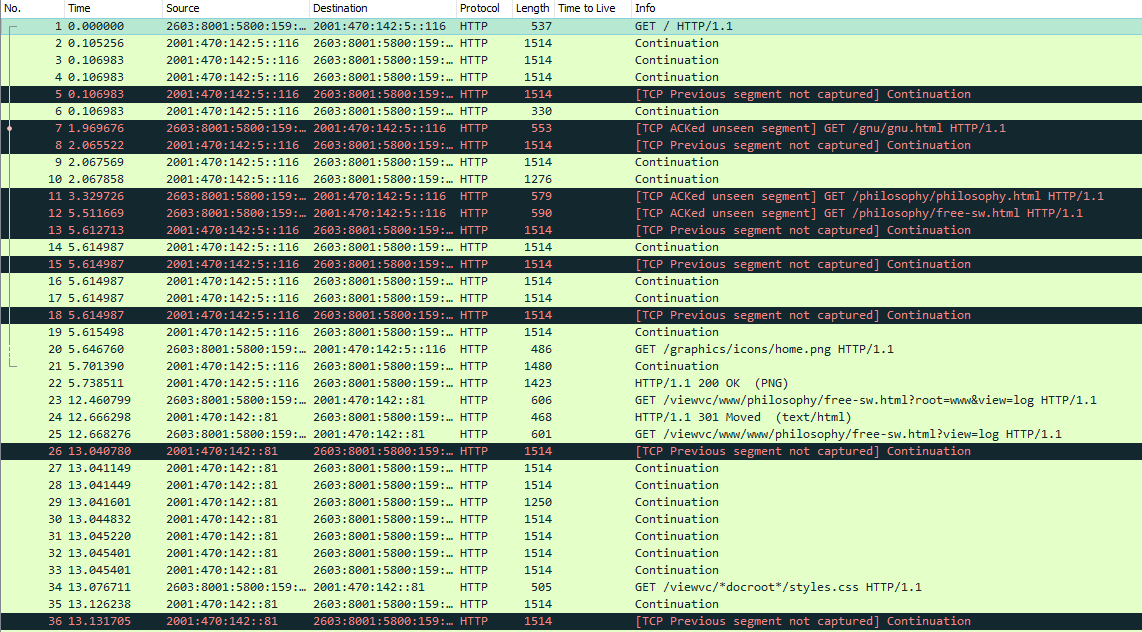 No. Time Source Destination Protocol Length Time to Live Info
1 0.000000 2603:8001:5800:159:… 2001:470:142:5::116 HTTP 537 GET / HTTP/1.1
2 0.105256 2001:470:142:5::116 2603:8001:5800:159:… HTTP 1514 Continuation
3 0.106983 2001:470:142:5::116 2603:8001:5800:159:… HTTP 1514 Continuation
4 0.106983 2001:470:142:5::116 2603:8001:5800:159:… HTTP 1514 Continuation
5 0.106983 2001:470:142:5::116 2603:8001:5800:159:… HTTP 1514 [TCP Previous segment not captured] Continuation
6 0.106983 2001:470:142:5::116 2603:8001:5800:159:… HTTP 330 Continuation
7 1.969676 2603:8001:5800:159:… 2001:470:142:5::116 HTTP 553 [TCP ACKed unseen segment] GET /gnu/gnu.html HTTP/1.1
8 2.065522 2001:470:142:5::116 2603:8001:5800:159:… HTTP 1514 [TCP Previous segment not captured] Continuation
9 2.067569 2001:470:142:5::116 2603:8001:5800:159:… HTTP 1514 Continuation
10 2.067858 2001:470:142:5::116 2603:8001:5800:159:… HTTP 1276 Continuation
11 3.329726 2603:8001:5800:159:… 2001:470:142:5::116 HTTP 579 [TCP ACKed unseen segment] GET /philosophy/philosophy.html HTTP/1.1
12 5.511669 2603:8001:5800:159:… 2001:470:142:5::116 HTTP 590 [TCP ACKed unseen segment] GET /philosophy/free-sw.html HTTP/1.1
13 5.612713 2001:470:142:5::116 2603:8001:5800:159:… HTTP 1514 [TCP Previous segment not captured] Continuation
14 5.614987 2001:470:142:5::116 2603:8001:5800:159:… HTTP 1514 Continuation
15 5.614987 2001:470:142:5::116 2603:8001:5800:159:… HTTP 1514 [TCP Previous segment not captured] Continuation
16 5.614987 2001:470:142:5::116 2603:8001:5800:159:… HTTP 1514 Continuation
17 5.614987 2001:470:142:5::116 2603:8001:5800:159:… HTTP 1514 Continuation
18 5.614987 2001:470:142:5::116 2603:8001:5800:159:… HTTP 1514 [TCP Previous segment not captured] Continuation
19 5.615498 2001:470:142:5::116 2603:8001:5800:159:… HTTP 1514 Continuation
20 5.646760 2603:8001:5800:159:… 2001:470:142:5::116 HTTP 486 GET /graphics/icons/home.png HTTP/1.1
21 5.701390 2001:470:142:5::116 2603:8001:5800:159:… HTTP 1480 Continuation
22 5.738511 2001:470:142:5::116 2603:8001:5800:159:… HTTP 1423 HTTP/1.1 200 OK (PNG)
23 12.460799 2603:8001:5800:159:… 2001:470:142::81 HTTP 606 GET /viewvc/www/philosophy/free-sw.html?root=www&view=log HTTP/1.1
24 12.666298 2001:470:142::81 2603:8001:5800:159:… HTTP 468 HTTP/1.1 301 Moved (text/html)
25 12.668276 2603:8001:5800:159:… 2001:470:142::81 HTTP 601 GET /viewvc/www/www/philosophy/free-sw.html?view=log HTTP/1.1
26 13.040780 2001:470:142::81 2603:8001:5800:159:… HTTP 1514 [TCP Previous segment not captured] Continuation
27 13.041149 2001:470:142::81 2603:8001:5800:159:… HTTP 1514 Continuation
28 13.041449 2001:470:142::81 2603:8001:5800:159:… HTTP 1514 Continuation
29 13.041601 2001:470:142::81 2603:8001:5800:159:… HTTP 1250 Continuation
30 13.044832 2001:470:142::81 2603:8001:5800:159:… HTTP 1514 Continuation
31 13.045220 2001:470:142::81 2603:8001:5800:159:… HTTP 1514 Continuation
32 13.045401 2001:470:142::81 2603:8001:5800:159:… HTTP 1514 Continuation
33 13.045401 2001:470:142::81 2603:8001:5800:159:… HTTP 1514 Continuation
34 13.076711 2603:8001:5800:159:… 2001:470:142::81 HTTP 505 GET /viewvc/*docroot*/styles.css HTTP/1.1
35 13.126238 2001:470:142::81 2603:8001:5800:159:… HTTP 1514 Continuation
36 13.131705 2001:470:142::81 2603:8001:5800:159:… HTTP 1514 [TCP Previous segment not captured] Continuation